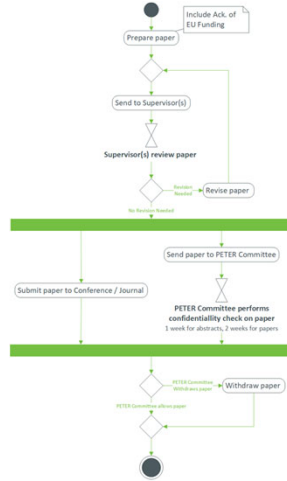 Include Ack. of
EU Funding
Prepare paper
Send to Supervisor(s)
Supervisor(s) review paper
Revision
Needed
Revise paper
No Revision Needed
Send paper to PETER Committee
Submit paper to Conference / Journal
PETER Committee performs
confidentiallity check on paper
1 week for abstracts, 2 weeks for papers
PETER Committee
Withdraws paper
Withdraw paper
PETER Committee allows paper